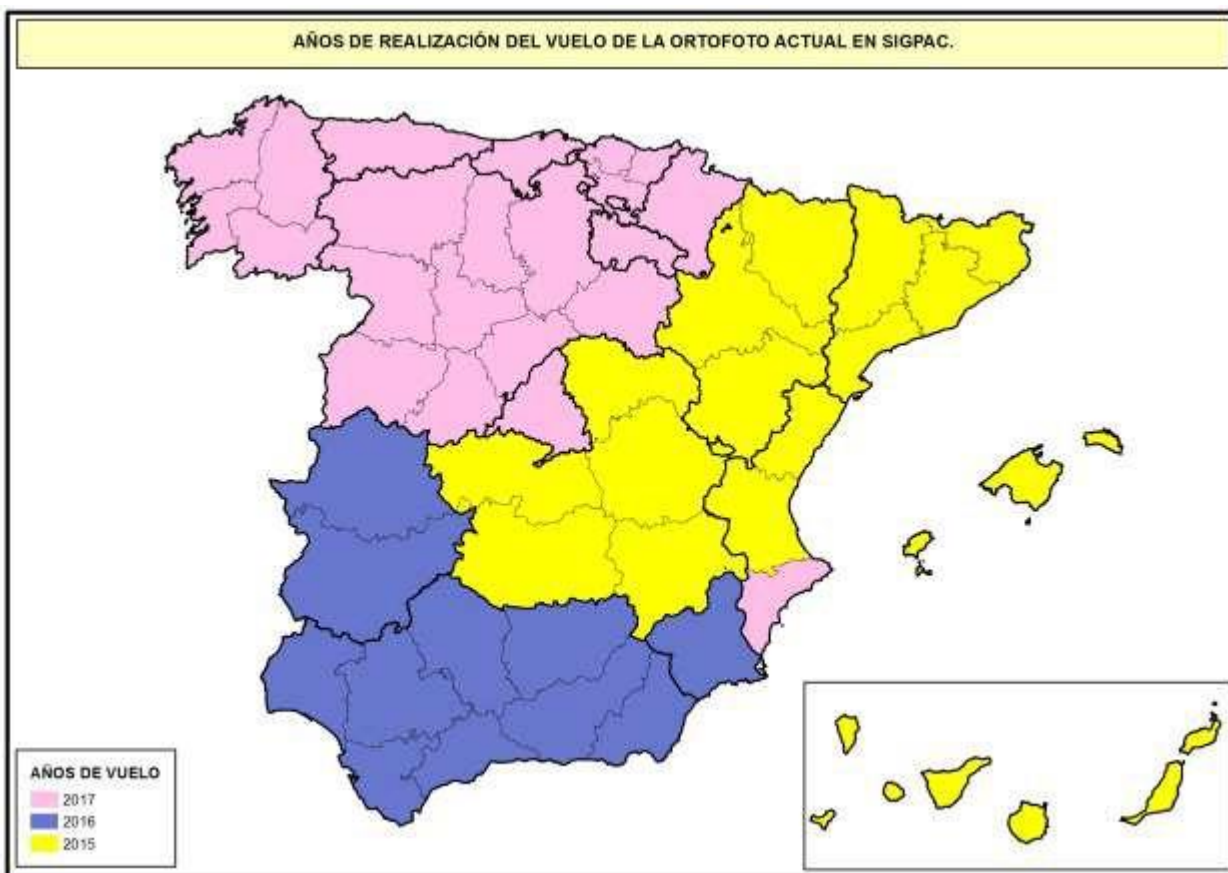 AÑOS DE REALIZACIÓN DEL VUELO DE LA ORTOFOTO ACTUAL EN SIGPAC.
AÑOS DE VUELO
2017
2016
2015